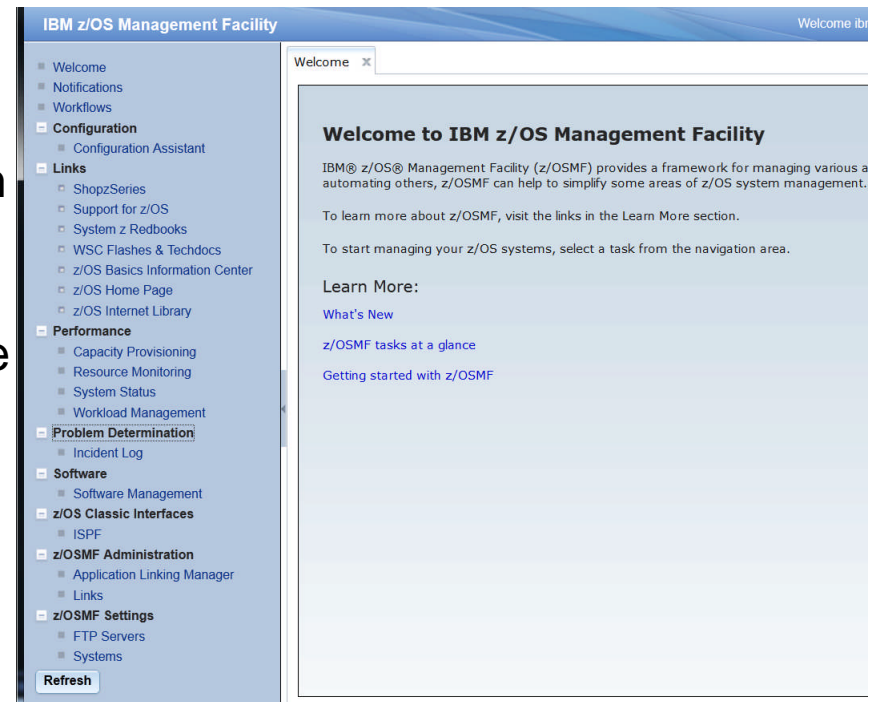 IBM z/OS Management Facility
Welcome
Welcome
Notifications
Workflows
Configuration
Configuration Assistant
Links
ShopzSeries
Support for z/OS
System z Redbooks
WSC Flashes & Techdocs
z/OS Basics Information Center
z/OS Home Page
z/OS Internet Library
Performance
Capacity Provisioning
Resource Monitoring
System Status
Workload Management
Problem Determination
Incident Log
Software
Software Management
z/OS Classic Interfaces
ISPF
z/OSMF Administration
Application Linking Manager
Links
z/OSMF Settings
FTP Servers
Systems
Refresh
Welcome
Welcome to IBM z/OS Management Facility
IBM® z/OS® Management Facility (z/OSMF) provides a framework for managing various
automating others, z/OSMF can help to simplify some areas of z/OS system management.
To learn more about z/OSMF, visit the links in the Learn More section.
To start managing your z/OS systems, select a task from the navigation area.
Learn More:
What's New
z/OSMF tasks at a glance
Getting started with z/OSMF